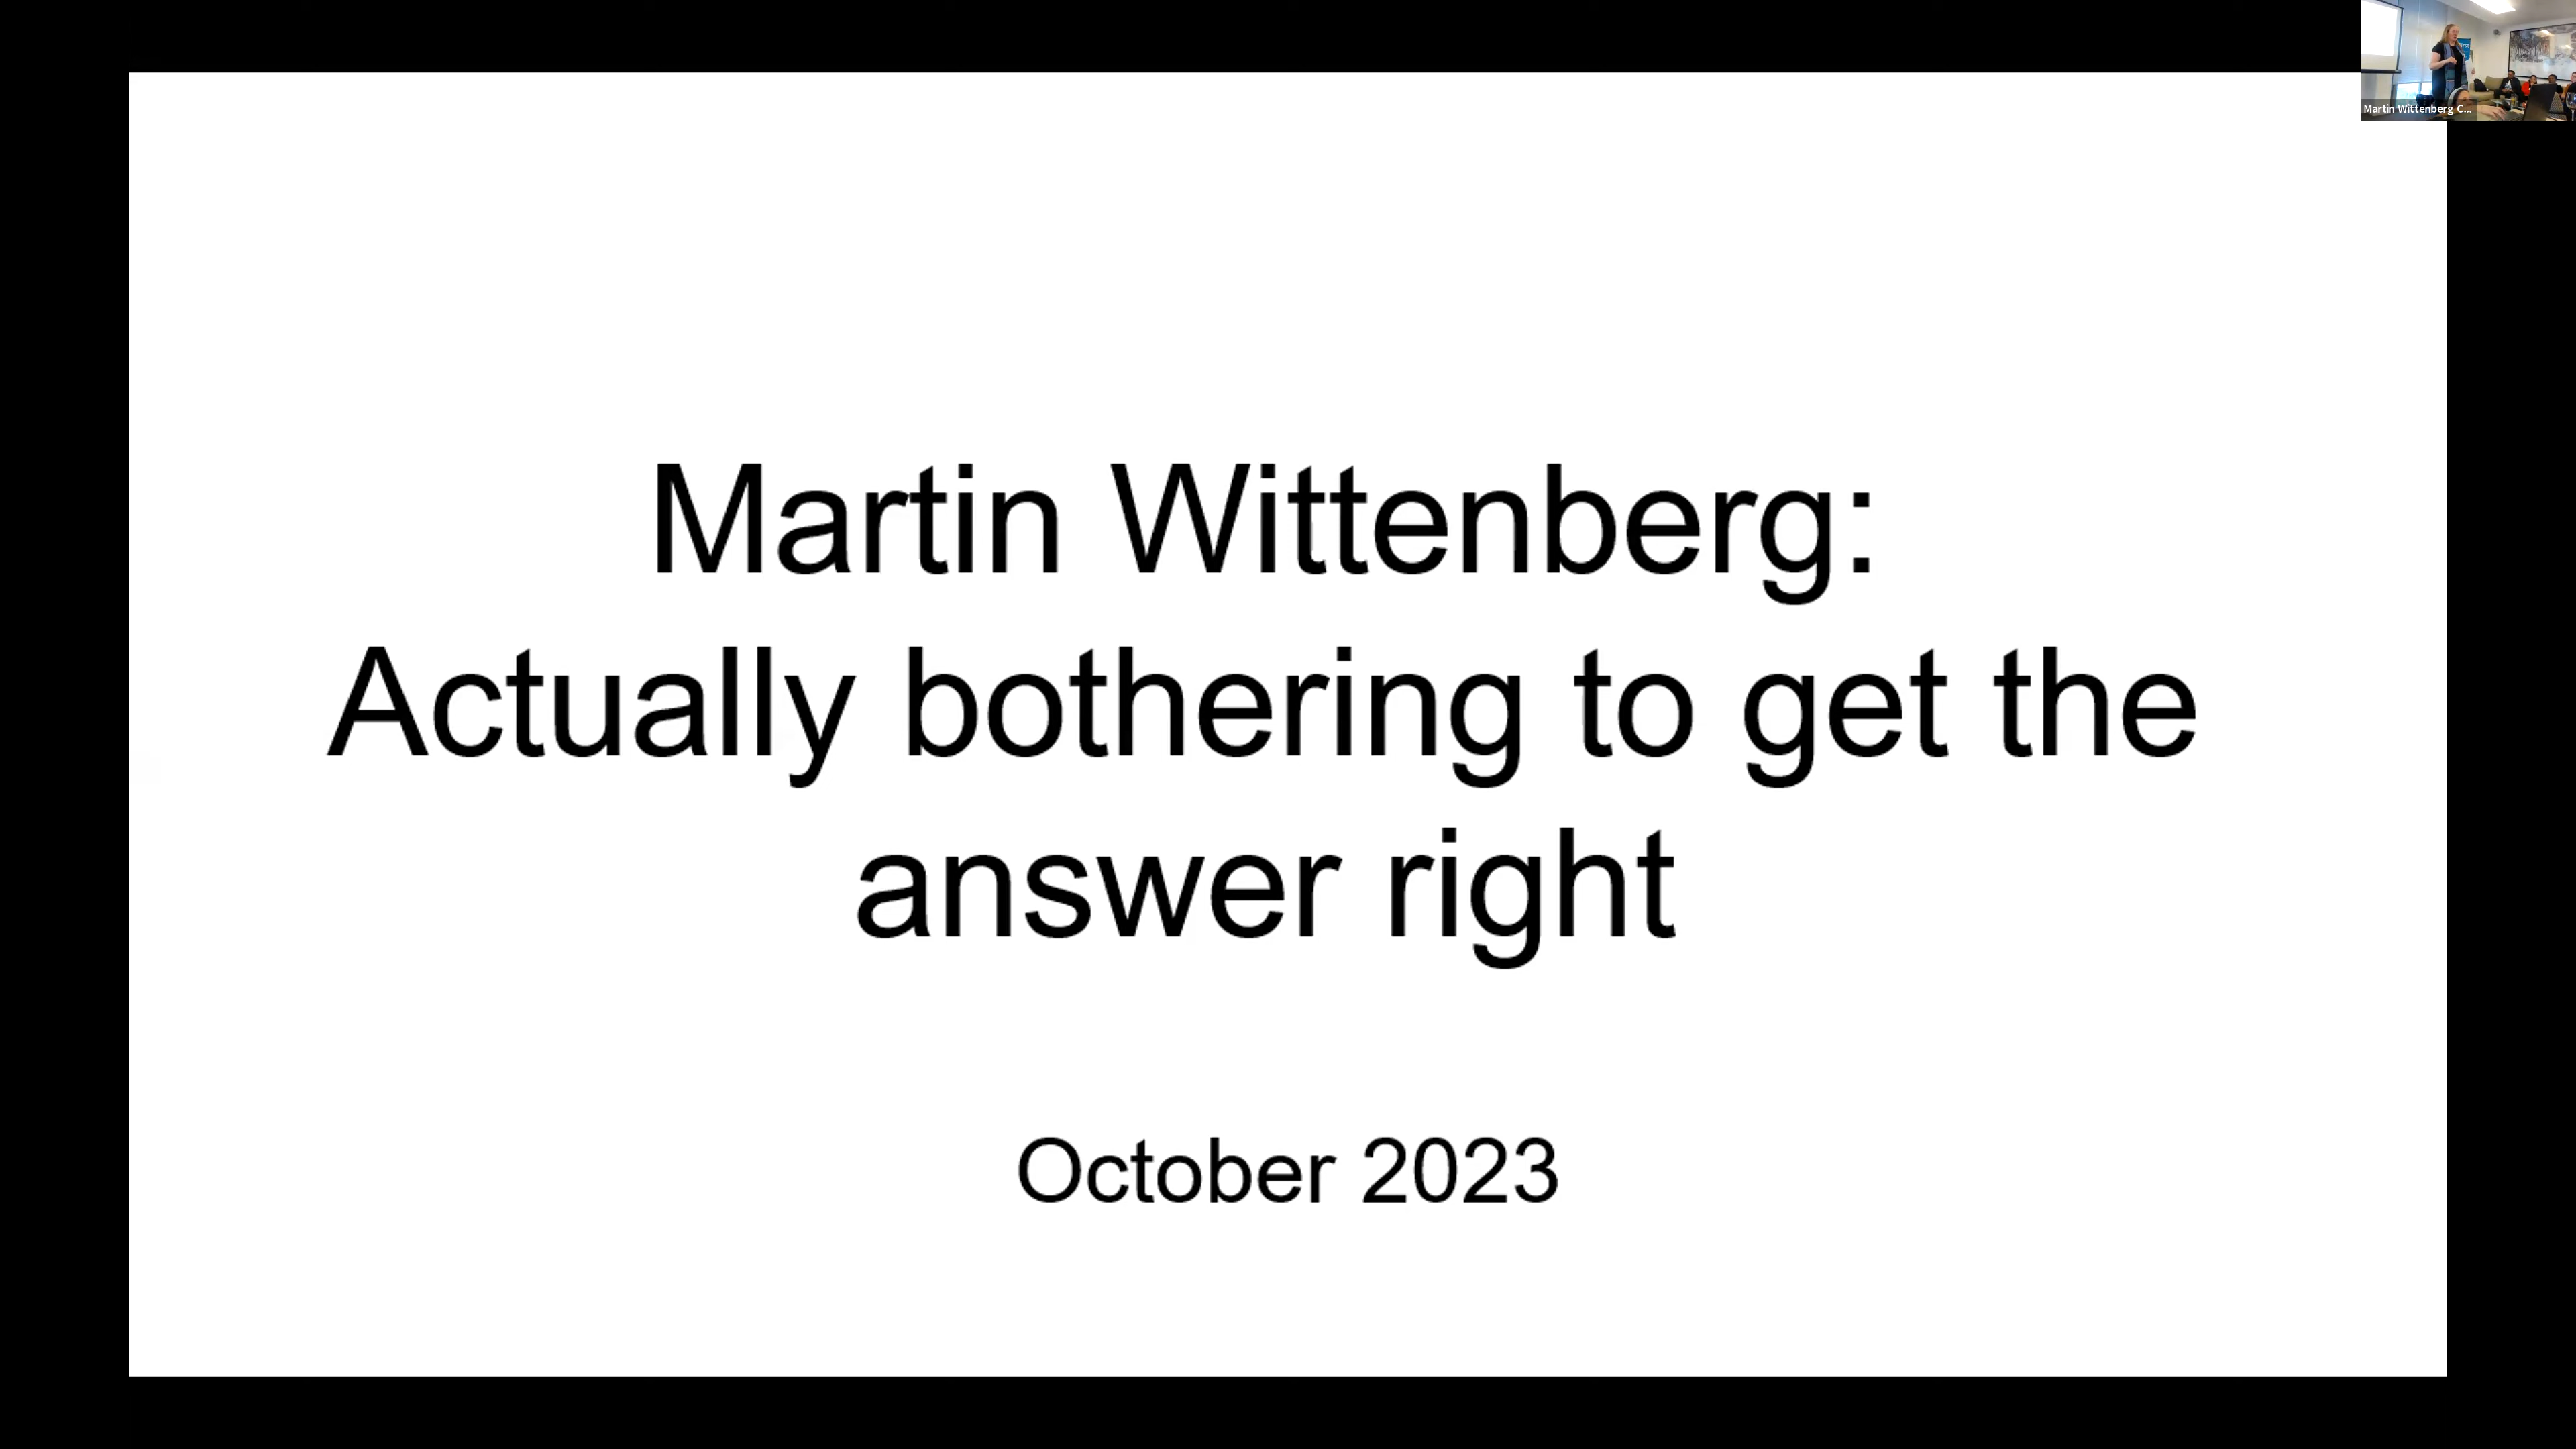 Martin Wittenberg C...
Martin Wittenberg:
Actually bothering to get the
answer right
October 2023